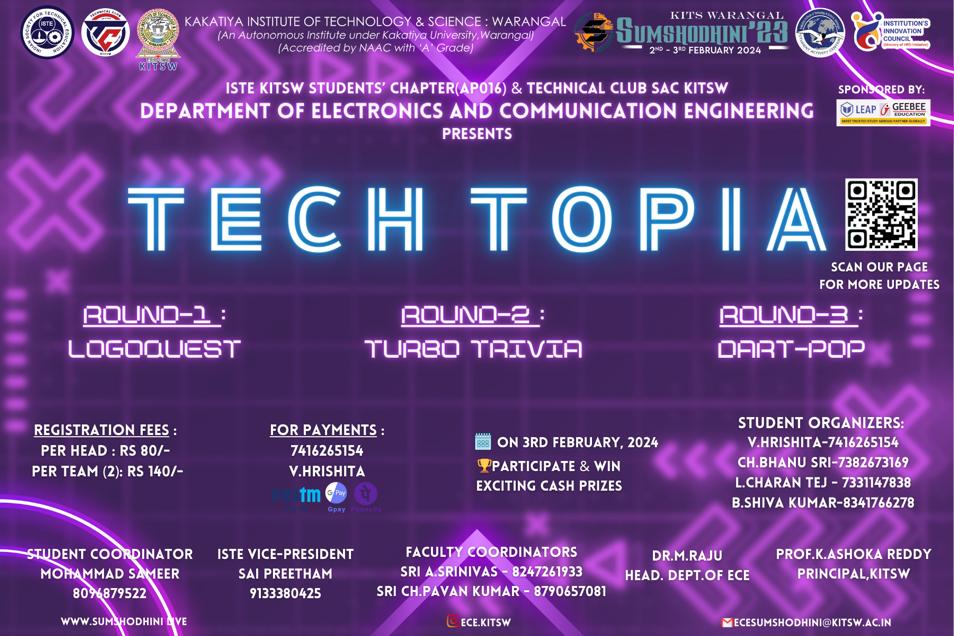 KAKATIYA INSTITUTE OF TECHNOLOGY & SCIENCE : WARANGAL
(An Autonomous Institute under Kakatiya University,Warangal)
(Accredited by NAAC with ‘A’ Grade)
KITSW
KITS WARANGAL
SUMSHODHINI'23
2ND - 3RD FEBRUARY 2024
INSTITUTION'S
INNOVATION
COUNCIL
ISTE KITSW STUDENTS' CHAPTER(AP016) & TECHNICAL CLUB SAC KITSW
DEPARTMENT OF ELECTRONICS AND COMMUNICATION ENGINEERING
PRESENTS
SPONSORED BY:
LEAP GEEBEE
EDUCATION
TECH TOPIA
SCAN OUR PAGE
FOR MORE UPDATES
ROUND-1 :
LOGOQUEST
ROUND-2 :
TURBO TRIVIA
ROUND-3 :
DART-POP
REGISTRATION FEES :
PER HEAD : RS 80/-
PER TEAM (2): RS 140/-
FOR PAYMENTS :
7416265154
V.HRISHITA
Paytm
G Pay
Gpay
PhonePe
ON 3RD FEBRUARY, 2024
PARTICIPATE & WIN
EXCITING CASH PRIZES
STUDENT ORGANIZERS:
V.HRISHITA-7416265154
CH.BHANU SRI-7382673169
L.CHARAN TEJ - 7331147838
B.SHIVA KUMAR-8341766278
STUDENT COORDINATOR
MOHAMMAD SAMEER
8096879522
ISTE VICE-PRESIDENT
SAI PREETHAM
9133380425
FACULTY COORDINATORS
SRI A.SRINIVAS - 8247261933
SRI CH.PAVAN KUMAR - 8790657081
DR.M.RAJU
HEAD. DEPT.OF ECE
PROF.K.ASHOKA REDDY
PRINCIPAL,KITSW
WWW.SUMSHODHINI LIVE
ECE.KITSW
ECESUMSHODHINI@KITSW.AC.IN